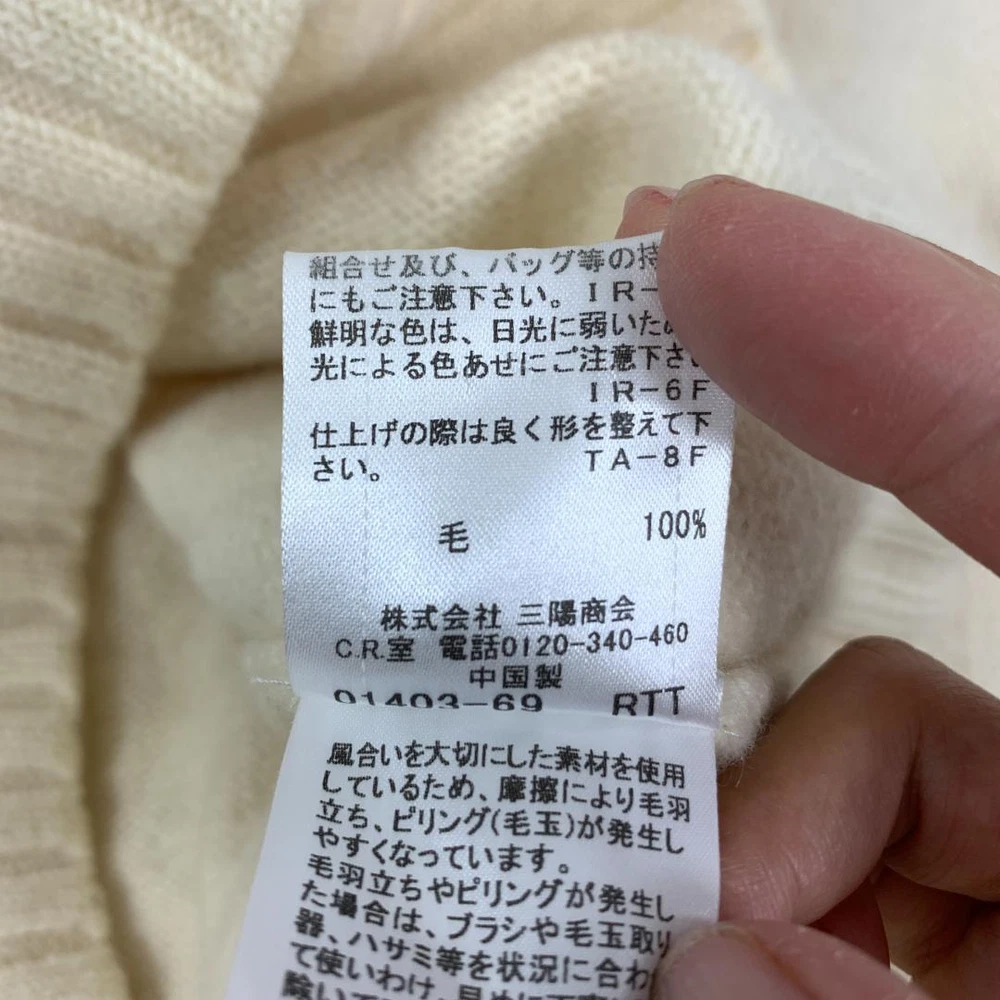 組合せ及び、バッグ等の持
にもご注意下さい。IR-
鮮明な色は、日光に弱いため
光による色あせにご注意下さい
IR-6F
仕上げの際は良く形を整えて下
さい。 TA-8F
毛 100%
株式会社 三陽商会
C.R.室 電話0120-340-460
中国製
01403-69 RTT
風合いを大切にした素材を使用
しているため、摩擦により毛羽
立ち、ピリング(毛玉)が発生し
やすくなっています。
毛羽立ちやピリングが発生し
た場合は、ブラシや毛玉取り
器、ハサミ等を状況に合わ
て使いわけ、早めに
除い